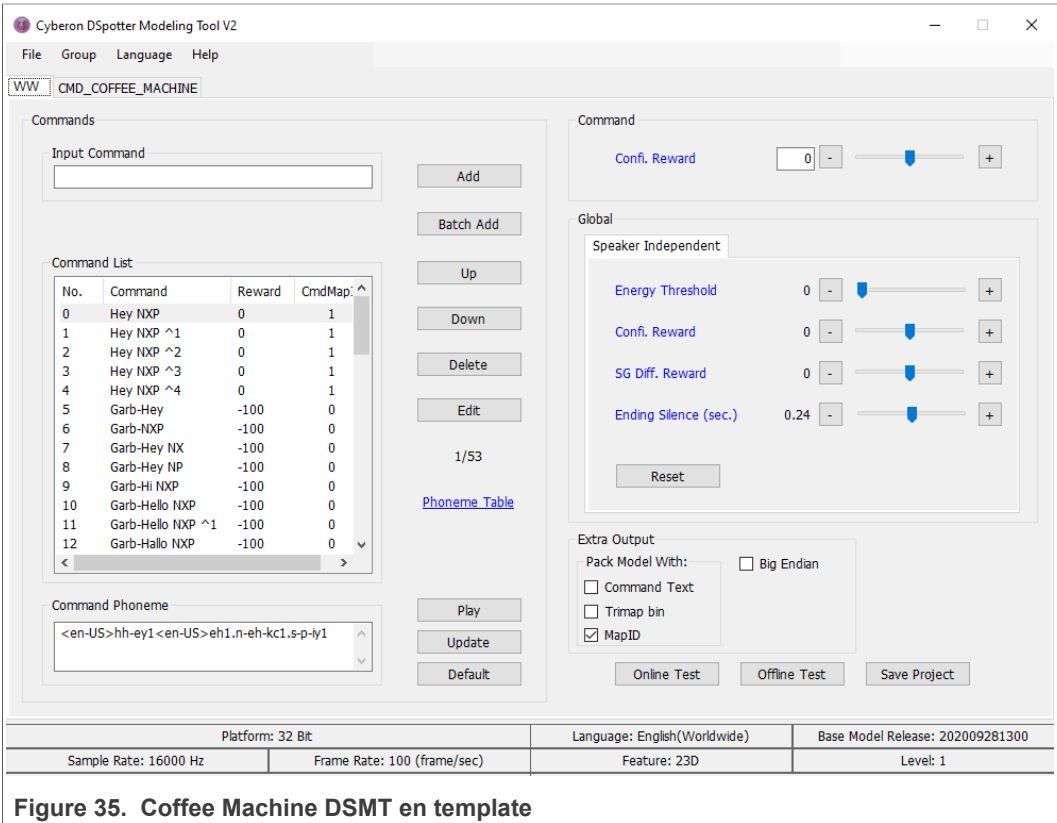 Cyberon DSpotter Modeling Tool V2
File Group Language Help
WW CMD_COFFEE_MACHINE
Commands
Input Command
Add
Batch Add
Command List
No. Command Reward CmdMapI
0 Hey NXP 0 1
1 Hey NXP ^1 0 1
2 Hey NXP ^2 0 1
3 Hey NXP ^3 0 1
4 Hey NXP ^4 0 1
5 Garb-Hey -100 0
6 Garb-NXP -100 0
7 Garb-Hey NX -100 0
8 Garb-Hey NP -100 0
9 Garb-Hi NXP -100 0
10 Garb-Hello NXP -100 0
11 Garb-Hello NXP ^1 -100 0
12 Garb-Hallo NXP -100 0
Up
Down
Delete
Edit
1/53
Phoneme Table
Command Phoneme
<en-US>hh-ey1<en-US>eh1.n-eh-kc1.s-p-iy1
Play
Update
Default
Command
Confi. Reward 0 - +
Global
Speaker Independent
Energy Threshold 0 - +
Confi. Reward 0 - +
SG Diff. Reward 0 - +
Ending Silence (sec.) 0.24 - +
Reset
Extra Output
Pack Model With:
Command Text
Trimap bin
MapID
Big Endian
Online Test Offline Test Save Project
Platform: 32 Bit Language: English(Worldwide) Base Model Release: 202009281300
Sample Rate: 16000 Hz Frame Rate: 100 (frame/sec) Feature: 23D Level: 1
Figure 35. Coffee Machine DSMT en template